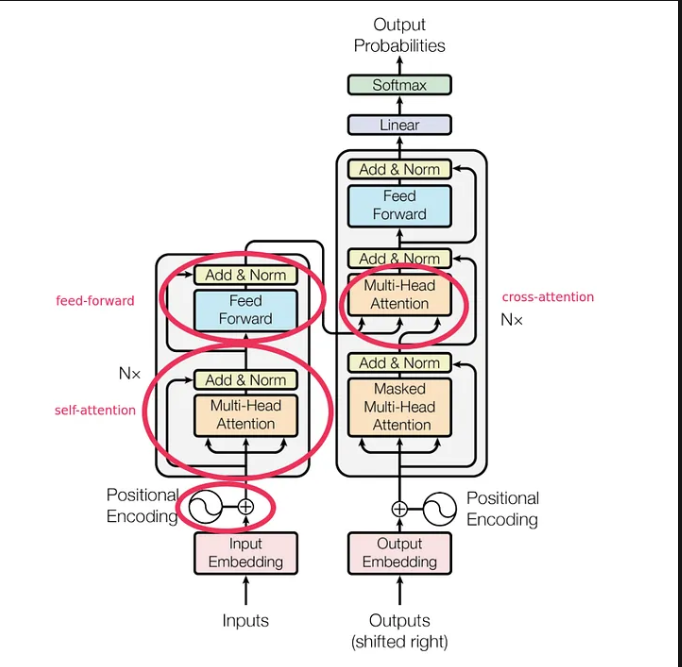 Output
Probabilities
Softmax
Linear
Add & Norm
Feed
Forward
Add & Norm
Multi-Head
Attention
cross-attention
N×
Add & Norm
Masked
Multi-Head
Attention
Positional
Encoding
Output
Embedding
Outputs
(shifted right)
Add & Norm
feed-forward
Feed
Forward
N×
Add & Norm
self-attention
Multi-Head
Attention
Positional
Encoding
Input
Embedding
Inputs